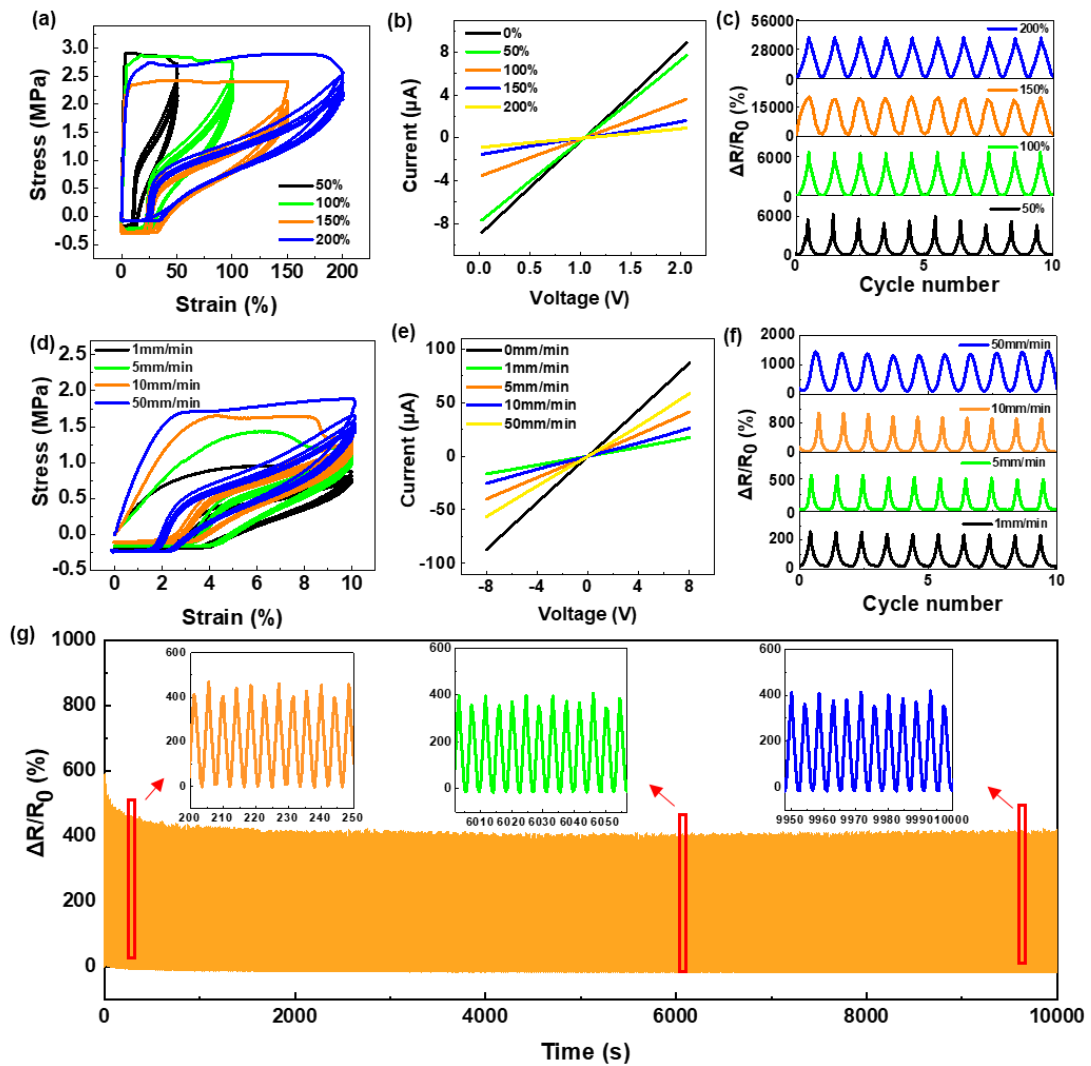 (a)
3.0
2.5
2.0
1.5
1.0
0.5
0.0
-0.5
Stress (MPa)
50%
100%
150%
200%
0 50 100 150 200
Strain (%)
(b)
8
4
0
-4
-8
Current (µA)
0%
50%
100%
150%
200%
0.0 0.5 1.0 1.5 2.0
Voltage (V)
(c)
56000
28000
0
200%
15000
0
150%
6000
0
100%
6000
0
50%
ΔR/R0 (%)
0 5 10
Cycle number
(d)
2.5
2.0
1.5
1.0
0.5
0.0
-0.5
Stress (MPa)
1mm/min
5mm/min
10mm/min
50mm/min
0 2 4 6 8 10
Strain (%)
(e)
100
50
0
-50
-100
Current (µA)
0mm/min
1mm/min
5mm/min
10mm/min
50mm/min
-8 -4 0 4 8
Voltage (V)
(f)
2000
1000
0
50mm/min
800
0
10mm/min
500
0
5mm/min
200
0
1mm/min
ΔR/R0 (%)
0 5 10
Cycle number
(g)
1000
800
600
400
200
0
ΔR/R0 (%)
600
400
200
0
200 210 220 230 240 250
600
400
200
0
6010 6020 6030 6040 6050
600
400
200
0
9950 9960 9971 9980 99901 0000
0 2000 4000 6000 8000 10000
Time (s)